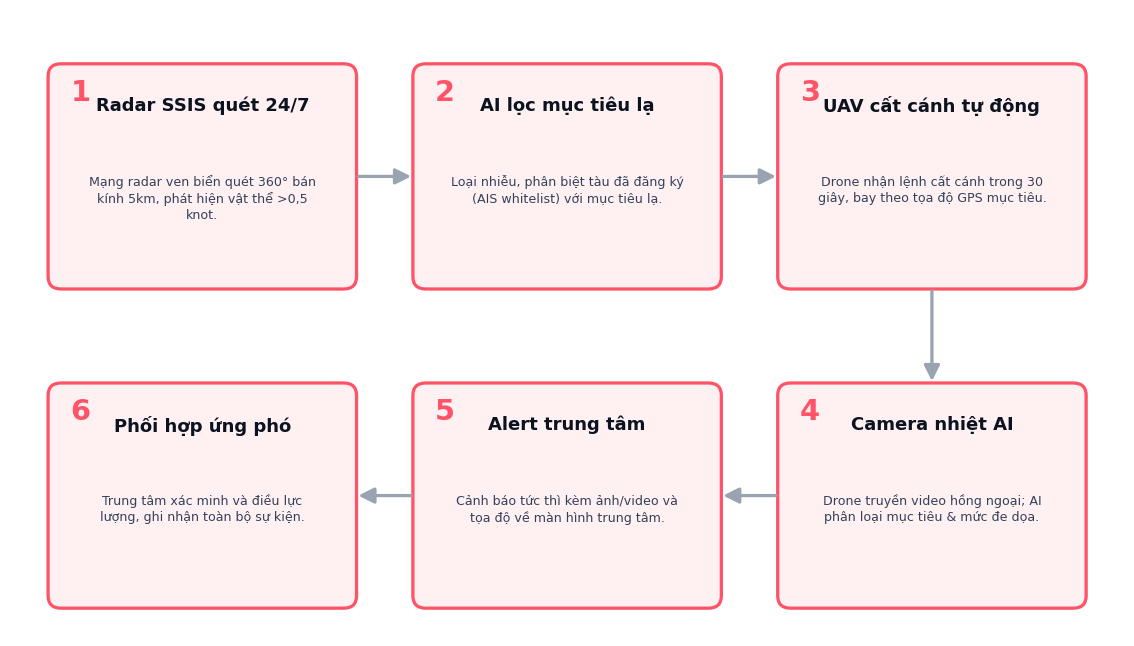 1
Radar SSIS quét 24/7
Mạng radar ven biển quét 360° bán
kính 5km, phát hiện vật thể >0,5
knot.
2
AI lọc mục tiêu lạ
Loại nhiễu, phân biệt tàu đã đăng ký
(AIS whitelist) với mục tiêu lạ.
3
UAV cất cánh tự động
Drone nhận lệnh cất cánh trong 30
giây, bay theo tọa độ GPS mục tiêu.
4
Camera nhiệt AI
Drone truyền video hồng ngoại; AI
phân loại mục tiêu & mức đe dọa.
5
Alert trung tâm
Cảnh báo tức thì kèm ảnh/video và
tọa độ về màn hình trung tâm.
6
Phối hợp ứng phó
Trung tâm xác minh và điều lực
lượng, ghi nhận toàn bộ sự kiện.